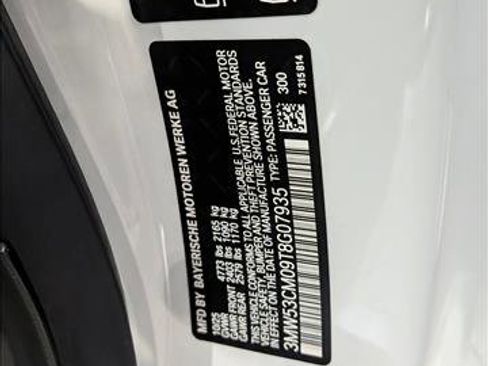 MFD BY BAYERISCHE MOTOREN WERKE AG
10/25 4773 lbs 2165 kg
GAWR FRONT 2403 lbs 1090 kg
GAWR REAR 2579 lbs 1170 kg
THIS VEHICLE CONFORMS TO ALL APPLICABLE U.S.FEDERAL MOTOR
VEHICLE SAFETY, BUMPER AND THEFT PREVENTION STANDARDS
IN EFFECT ON THE DATE OF MANUFACTURE SHOWN ABOVE.
TYPE: PASSENGER CAR
3MW53CM09T8G07935
300
7 315 814